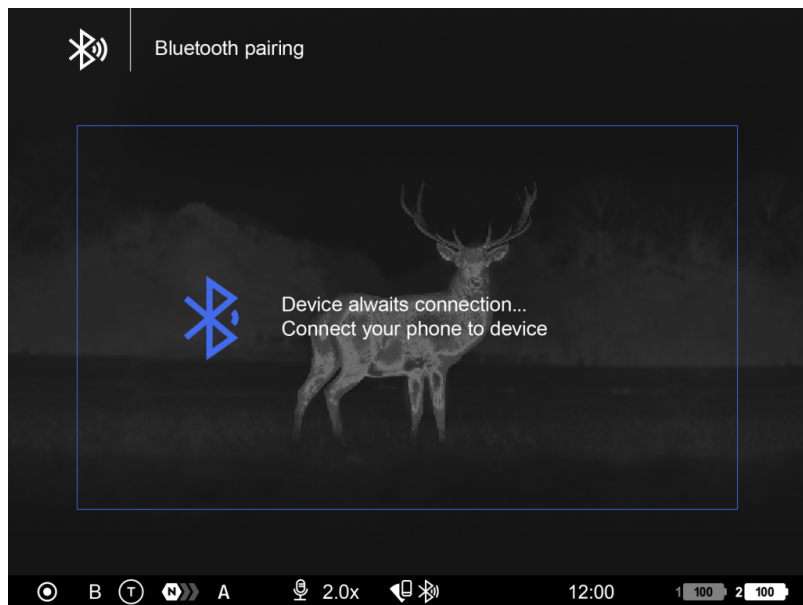 Bluetooth pairing
Device alwaits connection...
Connect your phone to device
B T N A 2.0x 12:00 1 100 2 100